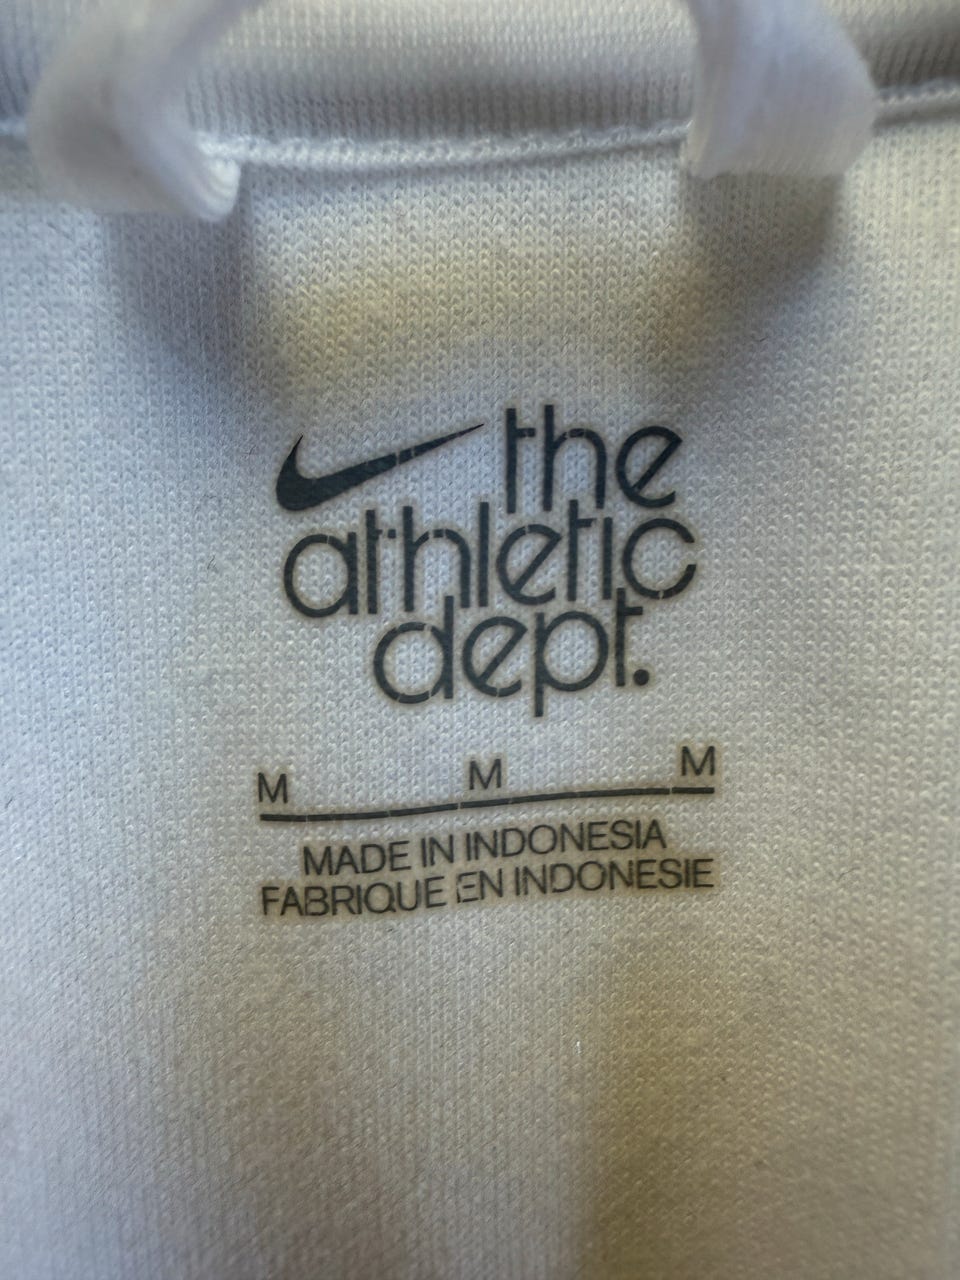 the
athletic
dept.
M M M
MADE IN INDONESIA
FABRIQUE EN INDONESIE